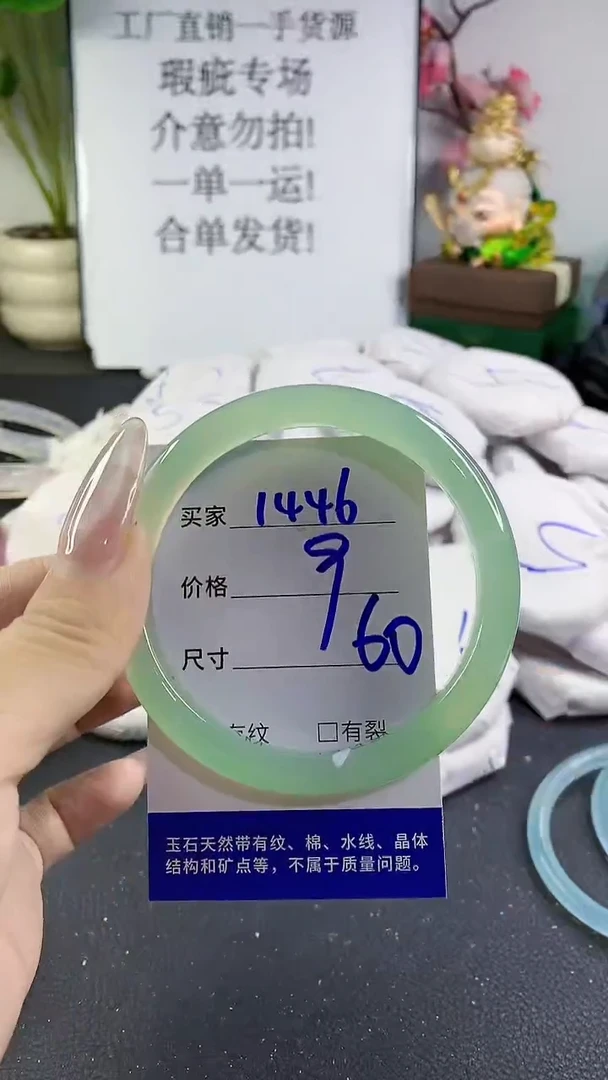 工厂直销一手货源
瑕疵专场
介意勿拍!
一单一运!
合单发货!
买家 1446
价格 9
尺寸 60
有纹 □有裂
玉石天然带有纹、棉、水线、晶体
结构和矿点等，不属于质量问题。